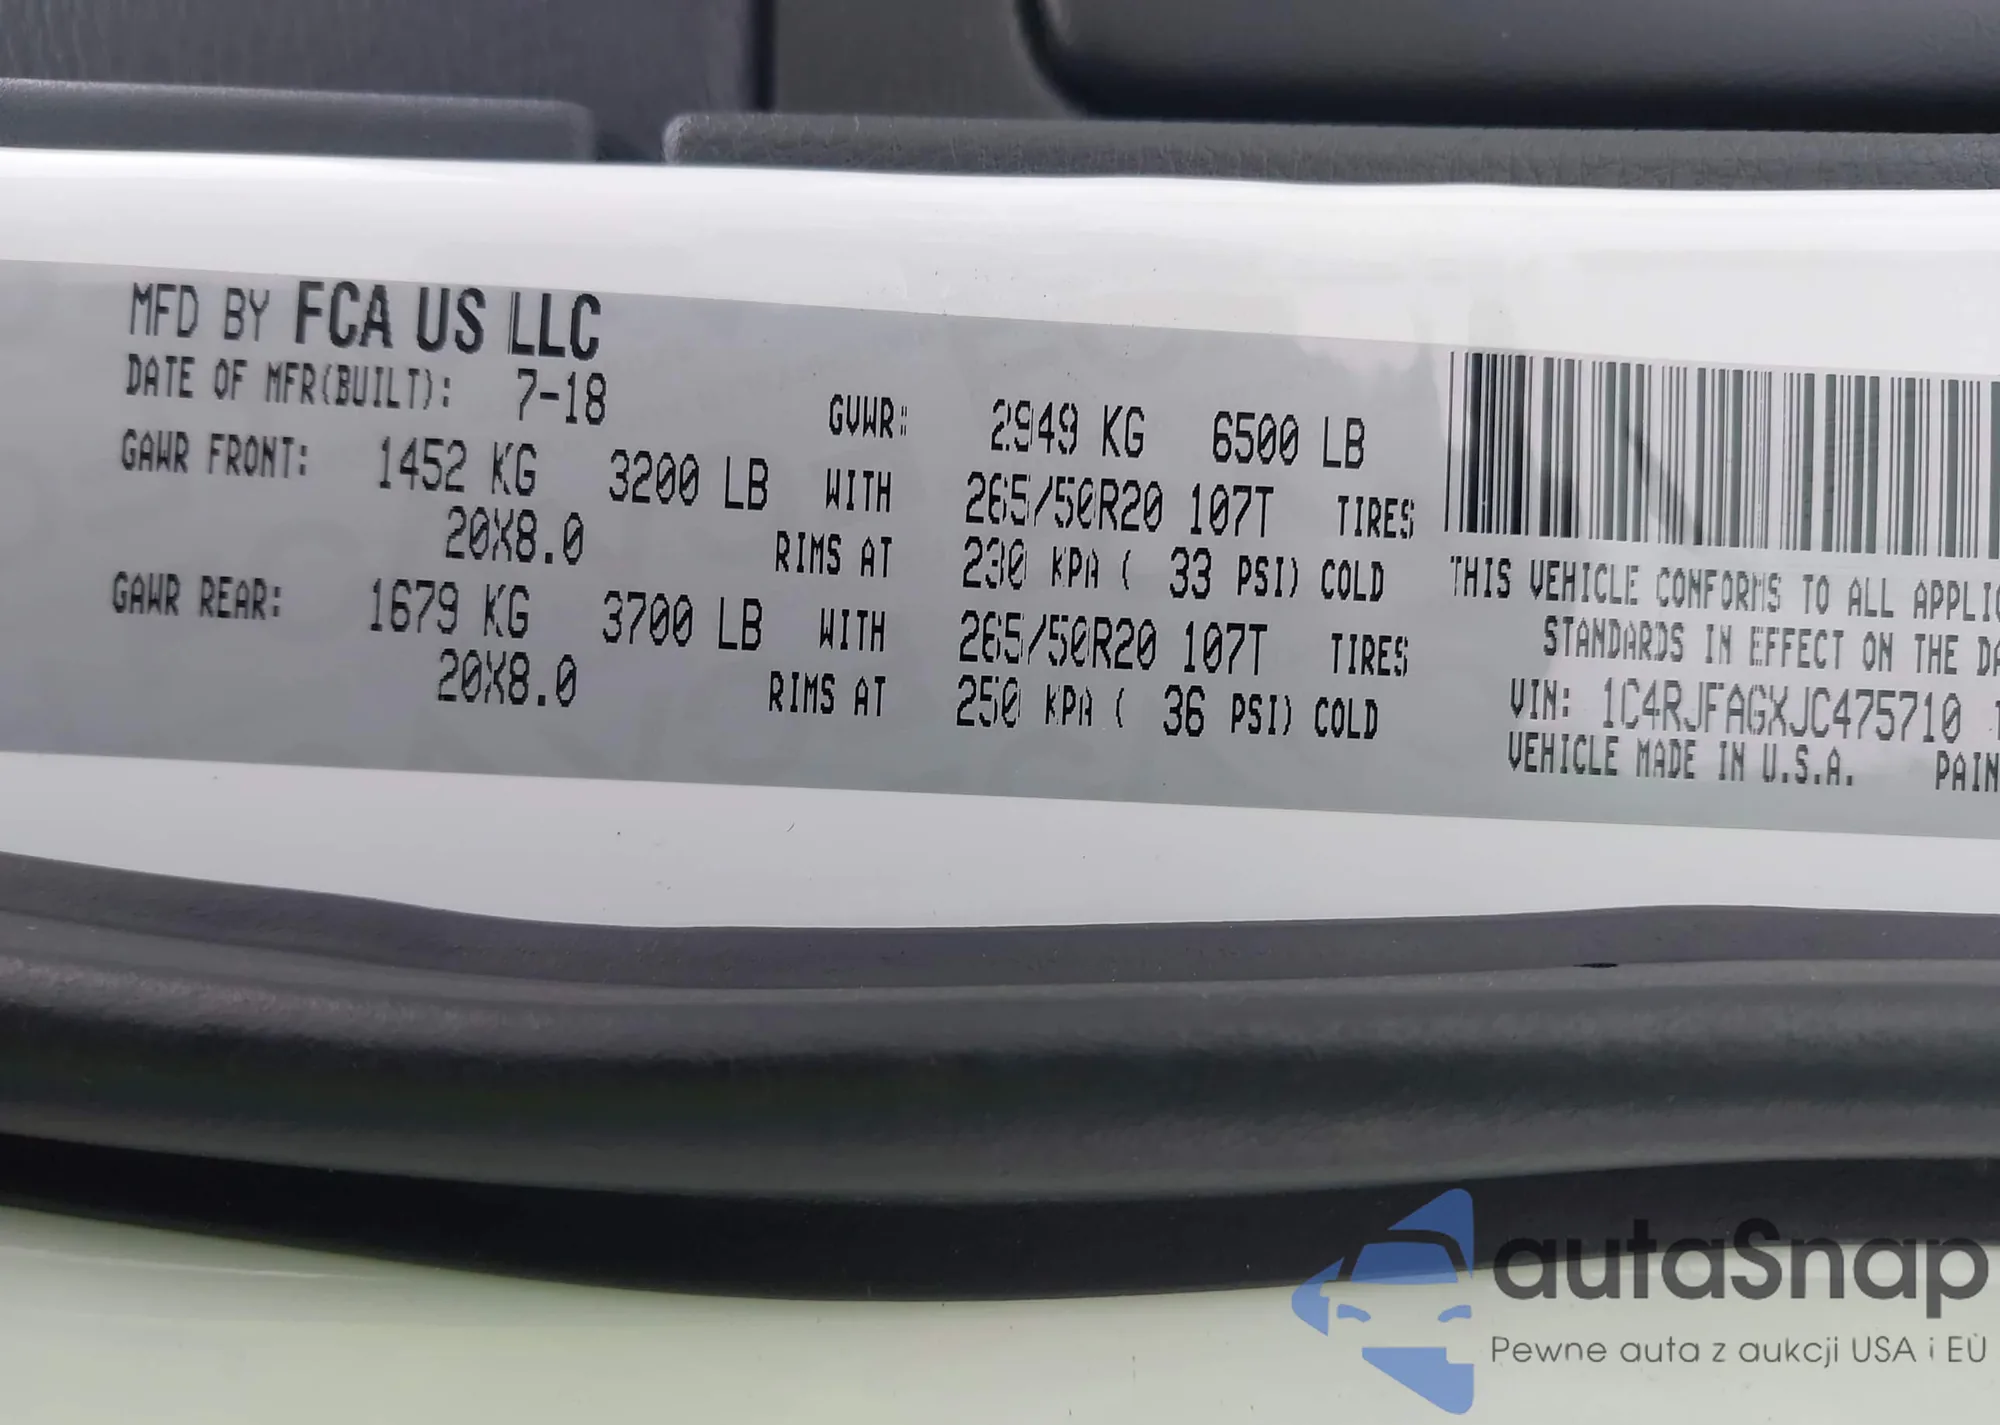 MFD BY FCA US LLC
DATE OF MFR(BUILT): 7-18 GVWR: 2949 KG 6500 LB
GAWR FRONT: 1452 KG 3200 LB WITH 265/50R20 107T TIRES
20X8.0 RIMS AT 230 KPA ( 33 PSI) COLD
GAWR REAR: 1679 KG 3700 LB WITH 265/50R20 107T TIRES
20X8.0 RIMS AT 250 KPA ( 36 PSI) COLD
THIS VEHICLE CONFORMS TO ALL
STANDARDS IN EFFECT ON THE
VIN: 1C4RJFAGXJC475710
VEHICLE MADE IN U.S.A.
autaSnap
Pewne auta z aukcji USA i EU